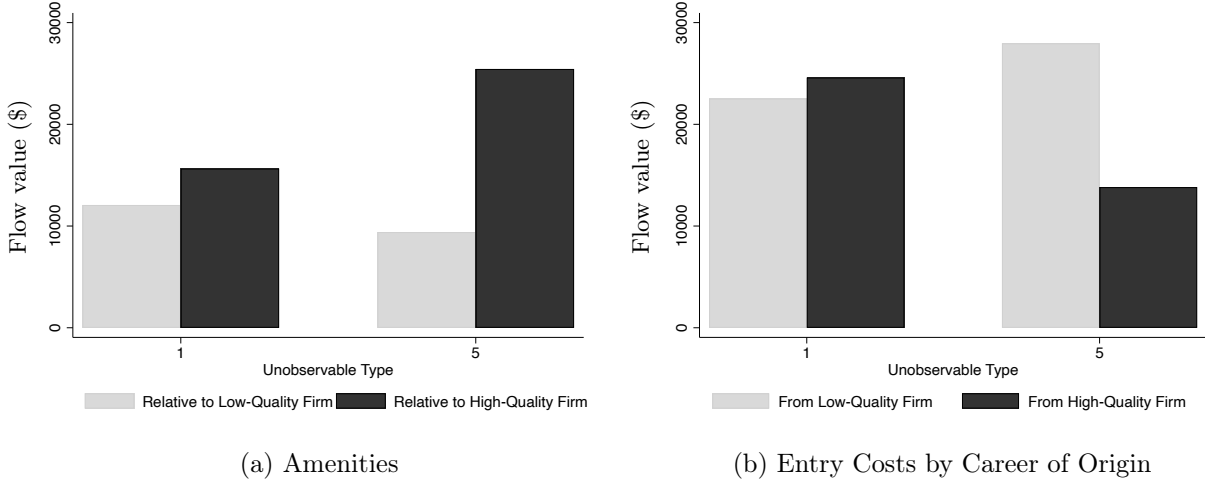 Flow value ($)
30000
20000
10000
0
1
5
Unobservable Type
Relative to Low-Quality Firm
Relative to High-Quality Firm
(a) Amenities
Flow value ($)
30000
20000
10000
0
1
5
Unobservable Type
From Low-Quality Firm
From High-Quality Firm
(b) Entry Costs by Career of Origin